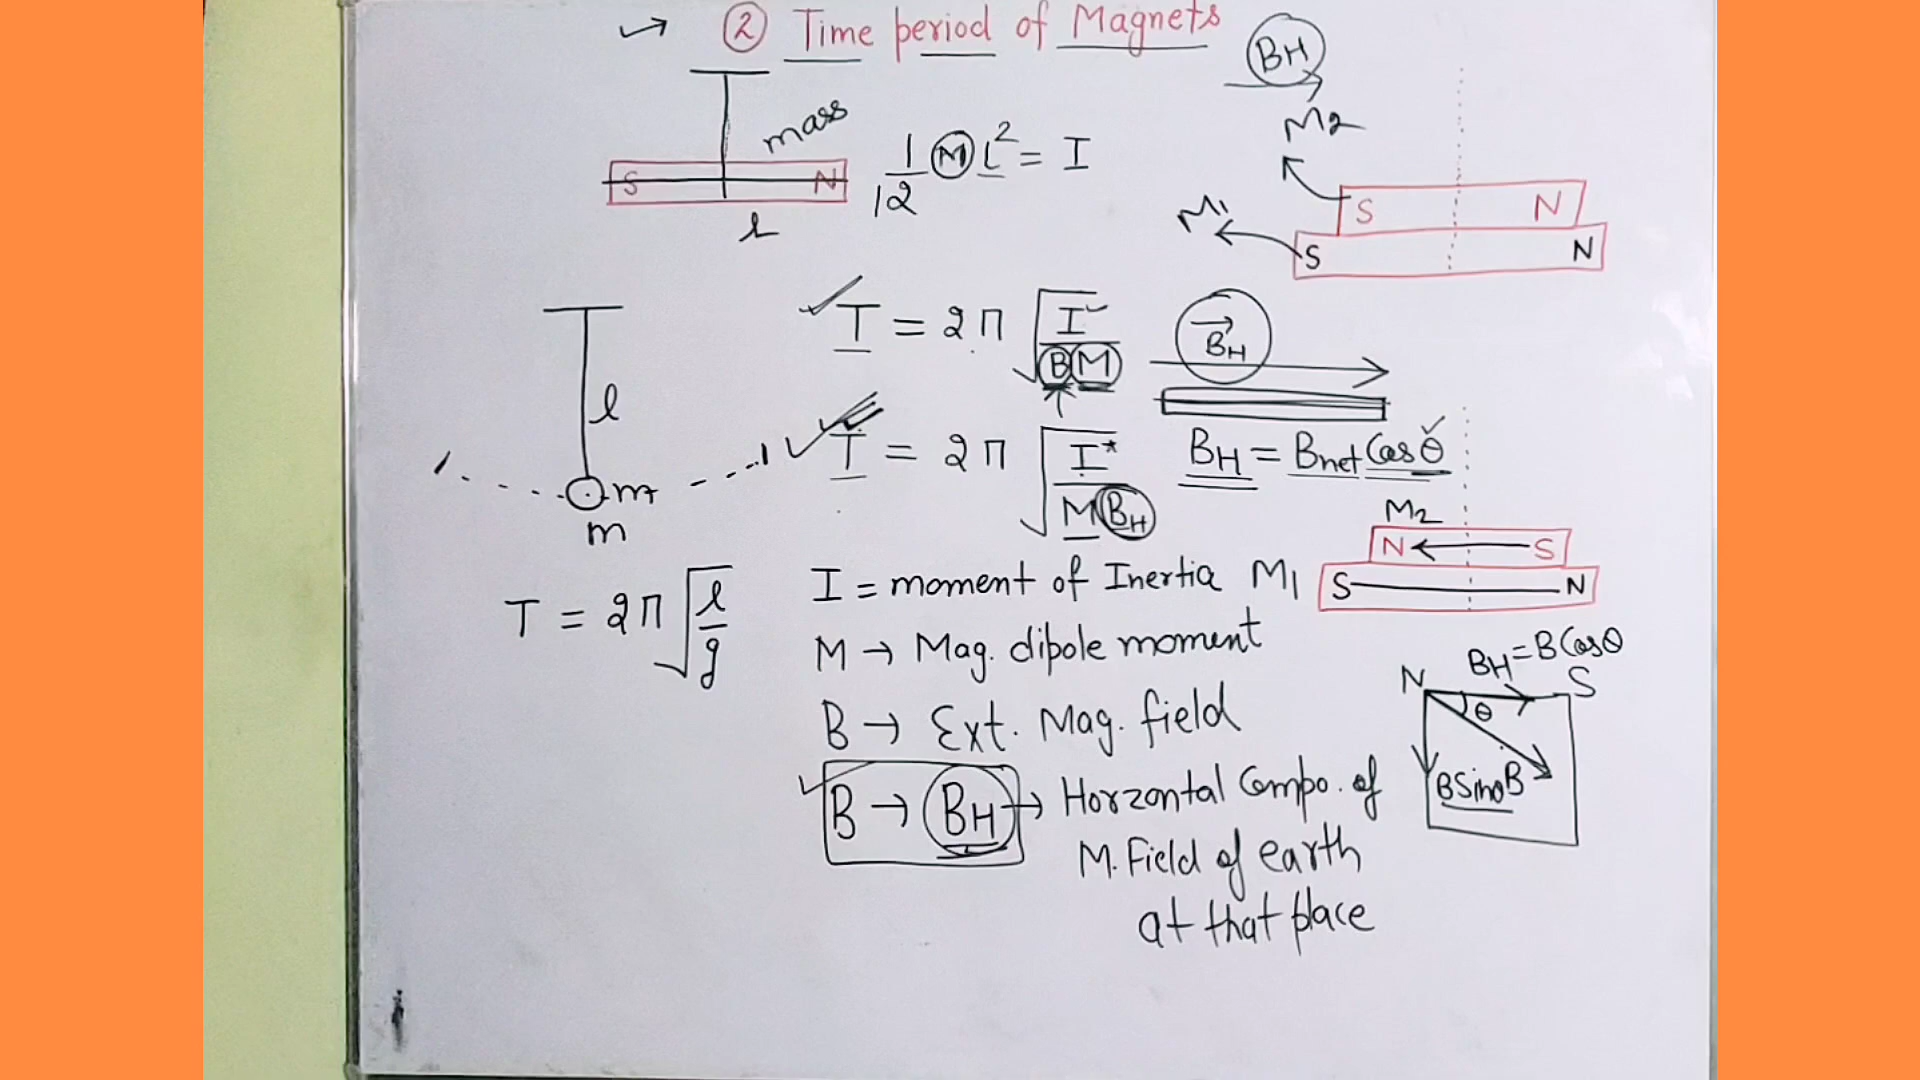 ② Time period of Magnets
BH
mass
M2
1/12 M l² = I
S N
l
M1
S N
S N
T = 2π √(I/BM)
BH
l
T = 2π √(I*/MBH)
BH = Bnet Cosθ
m
m
M2
N S
M1
S N
T = 2π √(l/g)
I = moment of Inertia
M → Mag. dipole moment
BH = BCosθ
N S
θ
B → Ext. Mag. field
BSinθ B
B → BH → Horzontal Compo. of
M. Field of earth
at that place